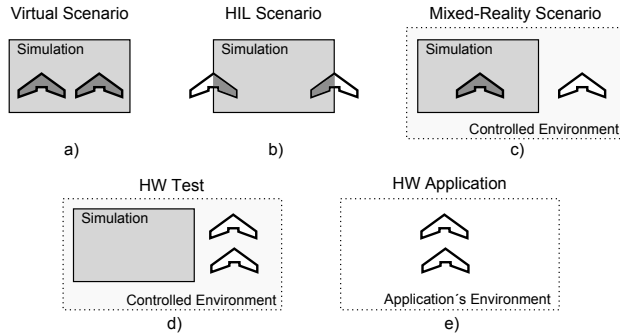 Virtual Scenario
HIL Scenario
Mixed-Reality Scenario
Simulation
Simulation
Simulation
Controlled Environment
a)
b)
c)
HW Test
HW Application
Simulation
Controlled Environment
Application´s Environment
d)
e)